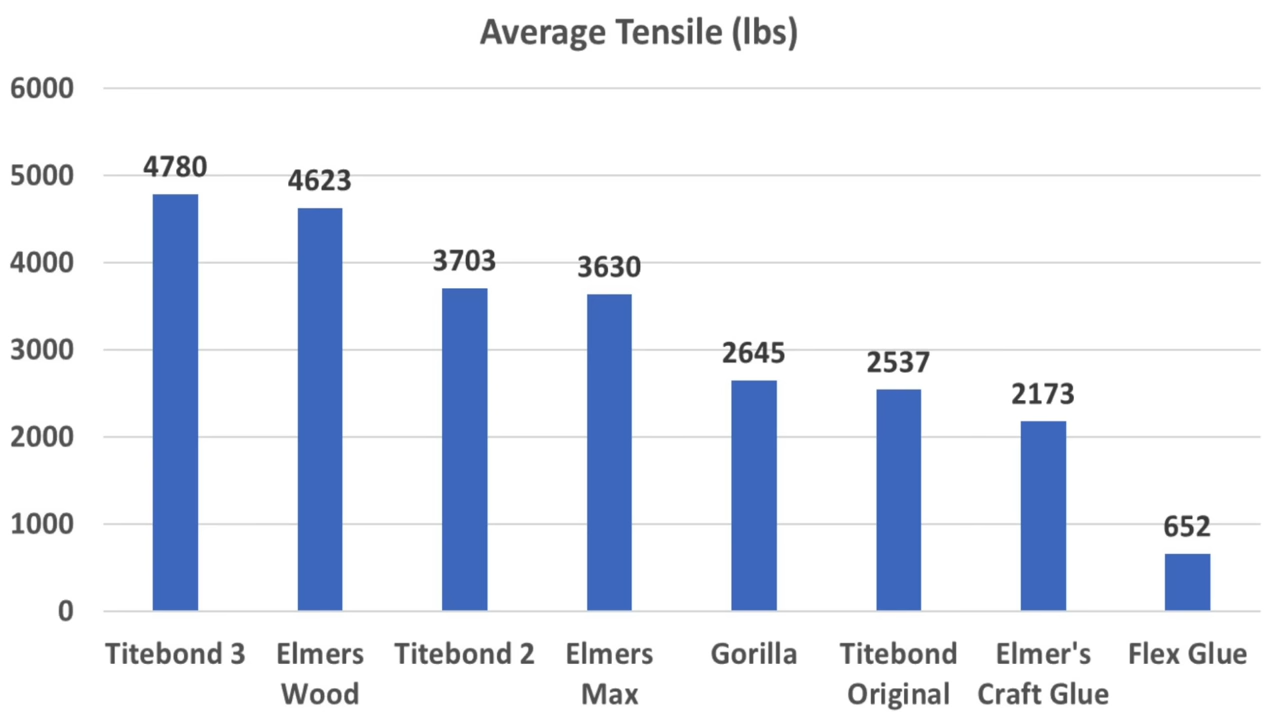 Average Tensile (lbs)
6000
5000
4000
3000
2000
1000
0
4780
4623
3703
3630
2645
2537
2173
652
Titebond 3
Elmers
Wood
Titebond 2
Elmers
Max
Gorilla
Titebond
Original
Elmer's
Craft Glue
Flex Glue